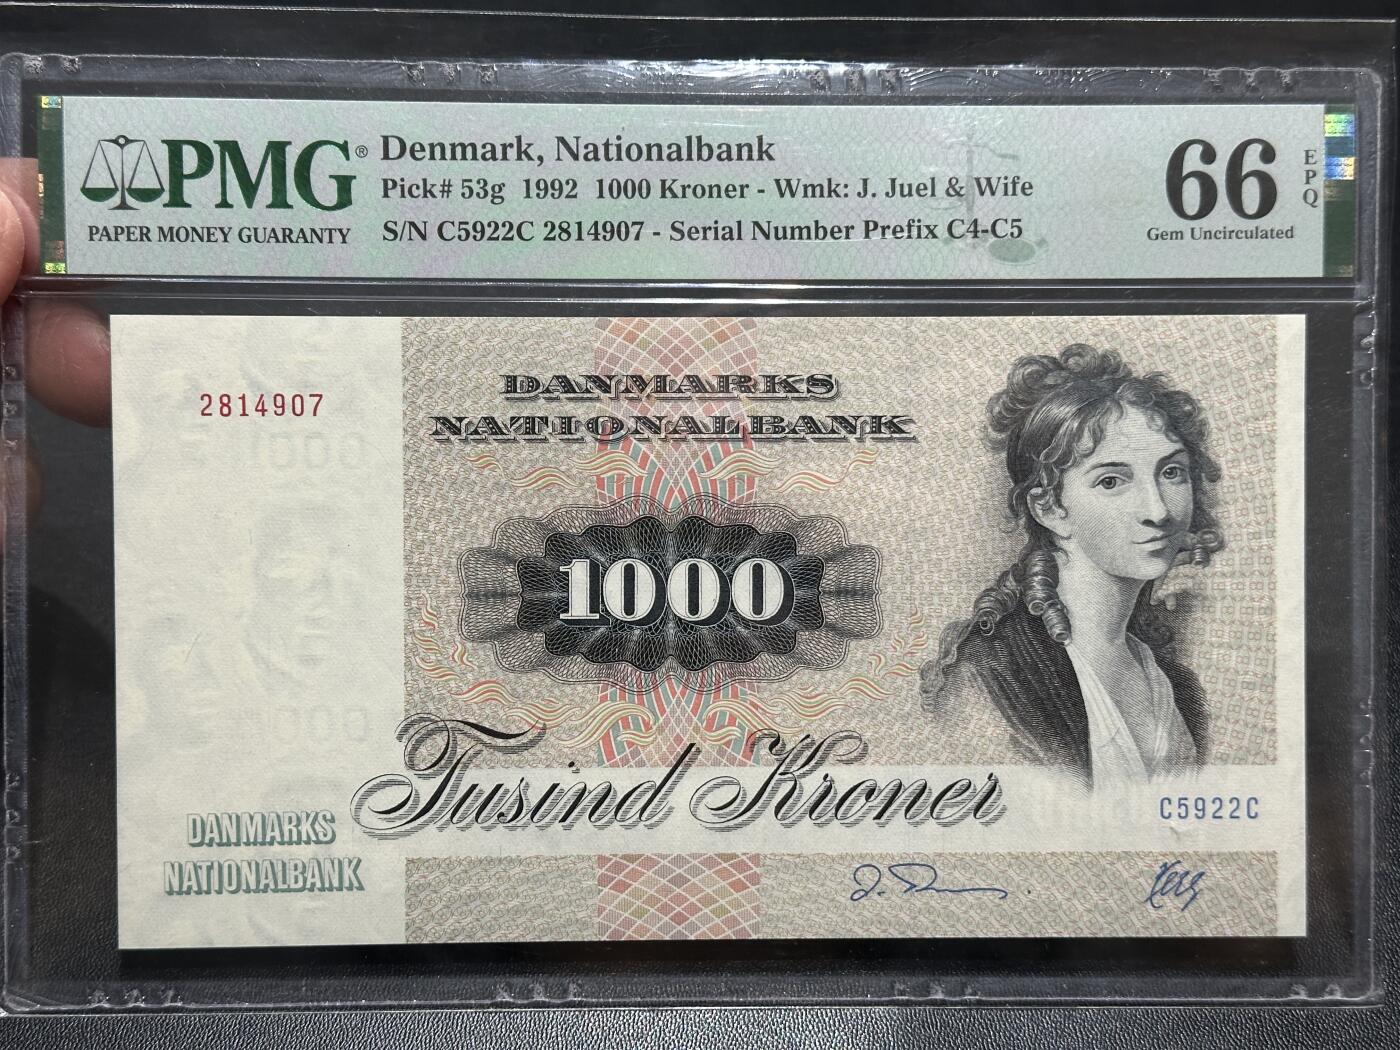 PMG®
PAPER MONEY GUARANTY
Denmark, Nationalbank
Pick# 53g 1992 1000 Kroner - Wmk: J. Juel & Wife
S/N C5922C 2814907 - Serial Number Prefix C4-C5
66
EPQ
Gem Uncirculated
2814907
DANMARKS
NATIONALBANK
1000
Tusind Kroner
C5922C
DANMARKS
NATIONALBANK